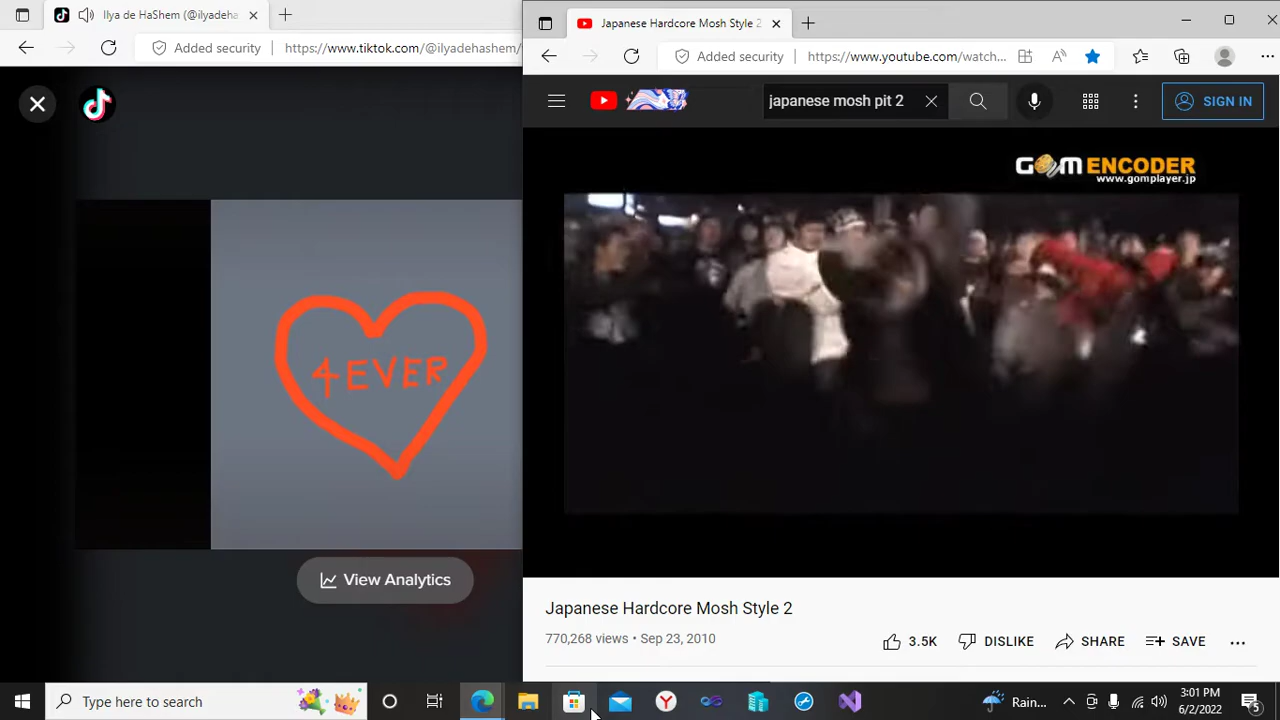 Ilya de HaShem (@ilyadeha
Added security
https://www.tiktok.com/@ilyadehashem/
4EVER
View Analytics
Japanese Hardcore Mosh Style 2
Added security
https://www.youtube.com/watch...
japanese mosh pit 2
SIGN IN
GOM ENCODER
www.gomplayer.jp
Japanese Hardcore Mosh Style 2
770,268 views • Sep 23, 2010
3.5K
DISLIKE
SHARE
SAVE
Type here to search
Rain...
3:01 PM
6/2/2022
5